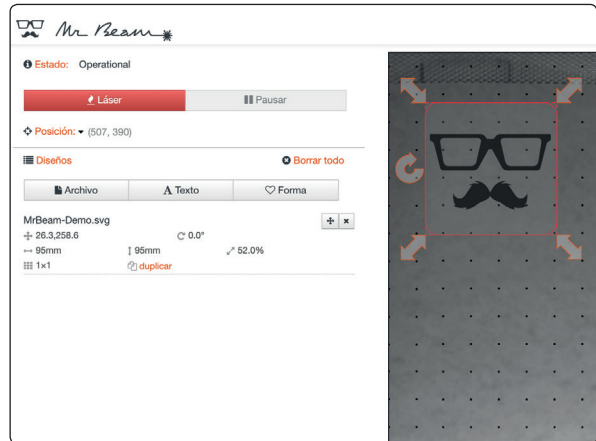 Mr Beam
Estado: Operational
Láser
Pausar
Posición: (507, 390)
Diseños
Borrar todo
Archivo
Texto
Forma
MrBeam-Demo.svg
26.3,258.6
0.0°
95mm
95mm
52.0%
1×1
duplicar